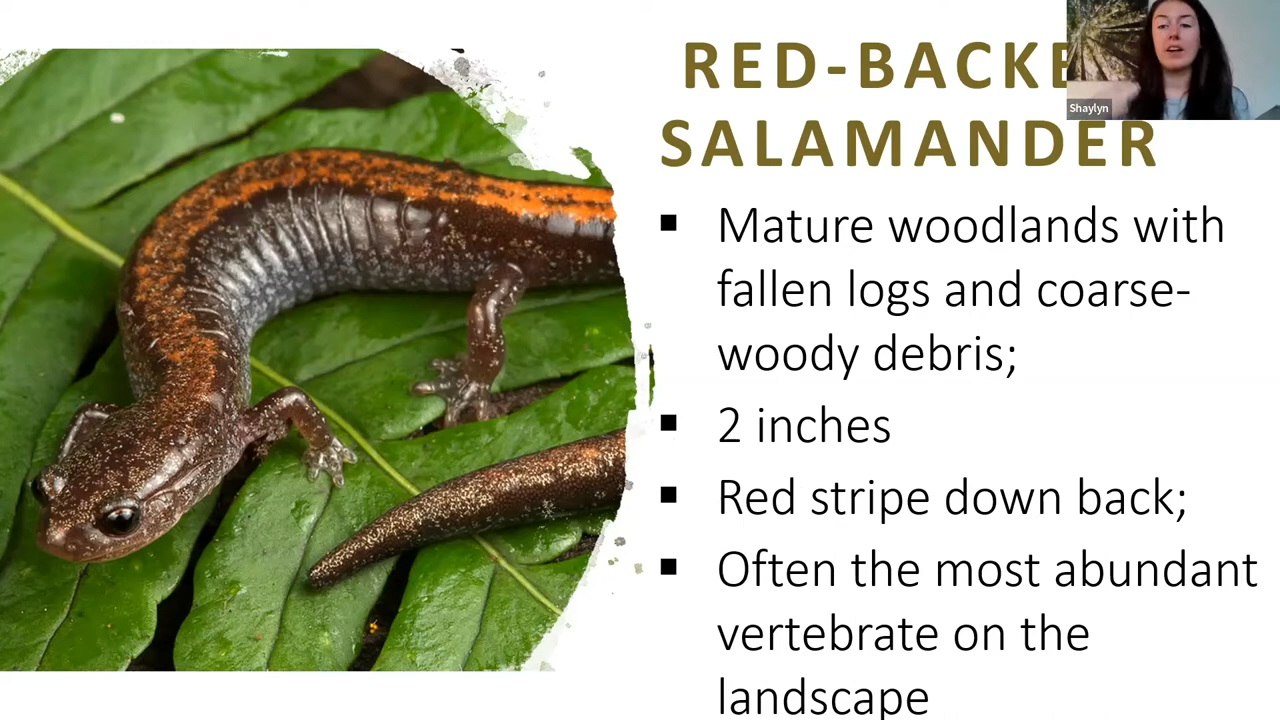 RED-BACKE
Shaylyn
SALAMANDER
▪ Mature woodlands with
fallen logs and coarse-
woody debris;
▪ 2 inches
▪ Red stripe down back;
▪ Often the most abundant
vertebrate on the
landscape